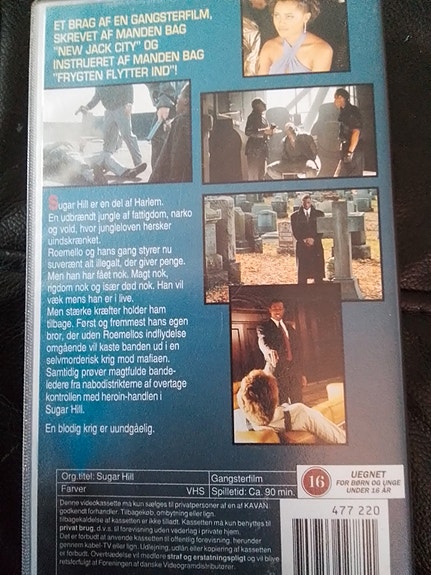 ET BRAG AF EN GANGSTERFILM,
SKREVET AF MANDEN BAG
"NEW JACK CITY" OG
INSTRUERET AF MANDEN BAG
"FRYGTEN FLYTTER IND"!
Sugar Hill er en del af Harlem.
En udbrændt jungle af fattigdom, narko
og vold, hvor jungleloven hersker
uindskrænket.
Roemello og hans gang styrer nu
suverænt alt illegalt, der giver penge.
Men han har fået nok. Magt nok,
rigdom nok og især død nok. Han vil
væk mens han er i live.
Men stærke kræfter holder ham
tilbage. Først og fremmest hans egen
bror, der uden Roemellos indflydelse
omgående vil kaste banden ud i en
selvmorderisk krig mod mafiaen.
Samtidig prøver magtfulde bande-
ledere fra nabodistrikterne af overtage
kontrollen med heroin-handlen i
Sugar Hill.
En blodig krig er uundgåelig.
Org.titel: Sugar Hill
Gangsterfilm
Farver VHS
Spilletid: Ca. 90 min.
16
UEGNET
FOR BØRN OG UNGE
UNDER 16 ÅR
477 220
Denne videokassette må kun sælges til privatpersoner af en af KAVAN
godkendt forhandler. Tilbagekøb, ombytning eller lign.
tilbagekaldelse af kassetten er ikke tilladt. Kassetten må kun benyttes til
privat brug, d.v.s. til forevisning uden vederlag i privat hjem.
Det er forbudt at anvende kassetten til offentlig forevisning, herunder
gennem kabel-TV eller lign. Udlejning, udlån eller kopiering af kassetten
er forbudt. Overtrædelse vil medføre straf og erstatningspligt og vil blive
retsforfulgt af Foreningen af danske Videogramdistributører.